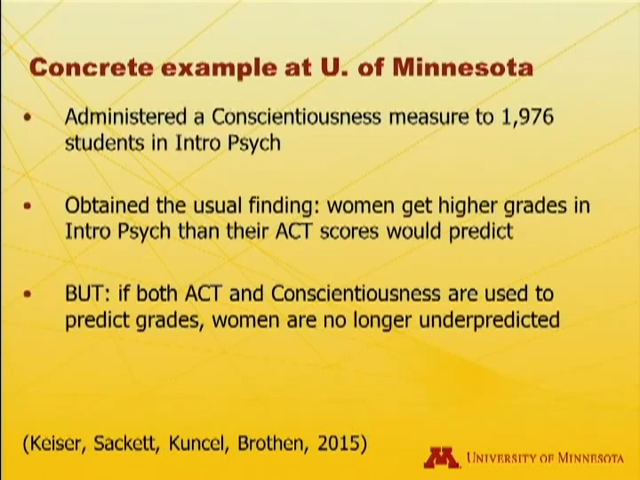 Concrete example at U. of Minnesota
• Administered a Conscientiousness measure to 1,976
students in Intro Psych
• Obtained the usual finding: women get higher grades in
Intro Psych than their ACT scores would predict
• BUT: if both ACT and Conscientiousness are used to
predict grades, women are no longer underpredicted
(Keiser, Sackett, Kuncel, Brothen, 2015)
M UNIVERSITY OF MINNESOTA